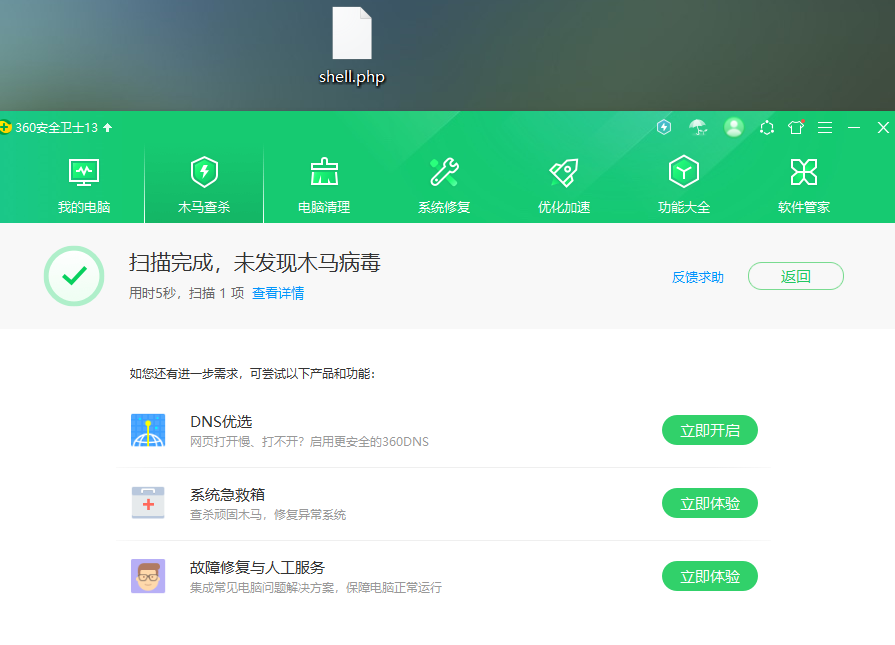 shell.php
360安全卫士13
我的电脑
木马查杀
电脑清理
系统修复
优化加速
功能大全
软件管家
扫描完成，未发现木马病毒
用时5秒，扫描 1 项 查看详情
反馈求助
返回
如您还有进一步需求，可尝试以下产品和功能：
DNS优选
网页打开慢、打不开？启用更安全的360DNS
立即开启
系统急救箱
查杀顽固木马，修复异常系统
立即体验
故障修复与人工服务
集成常见电脑问题解决方案，保障电脑正常运行
立即体验